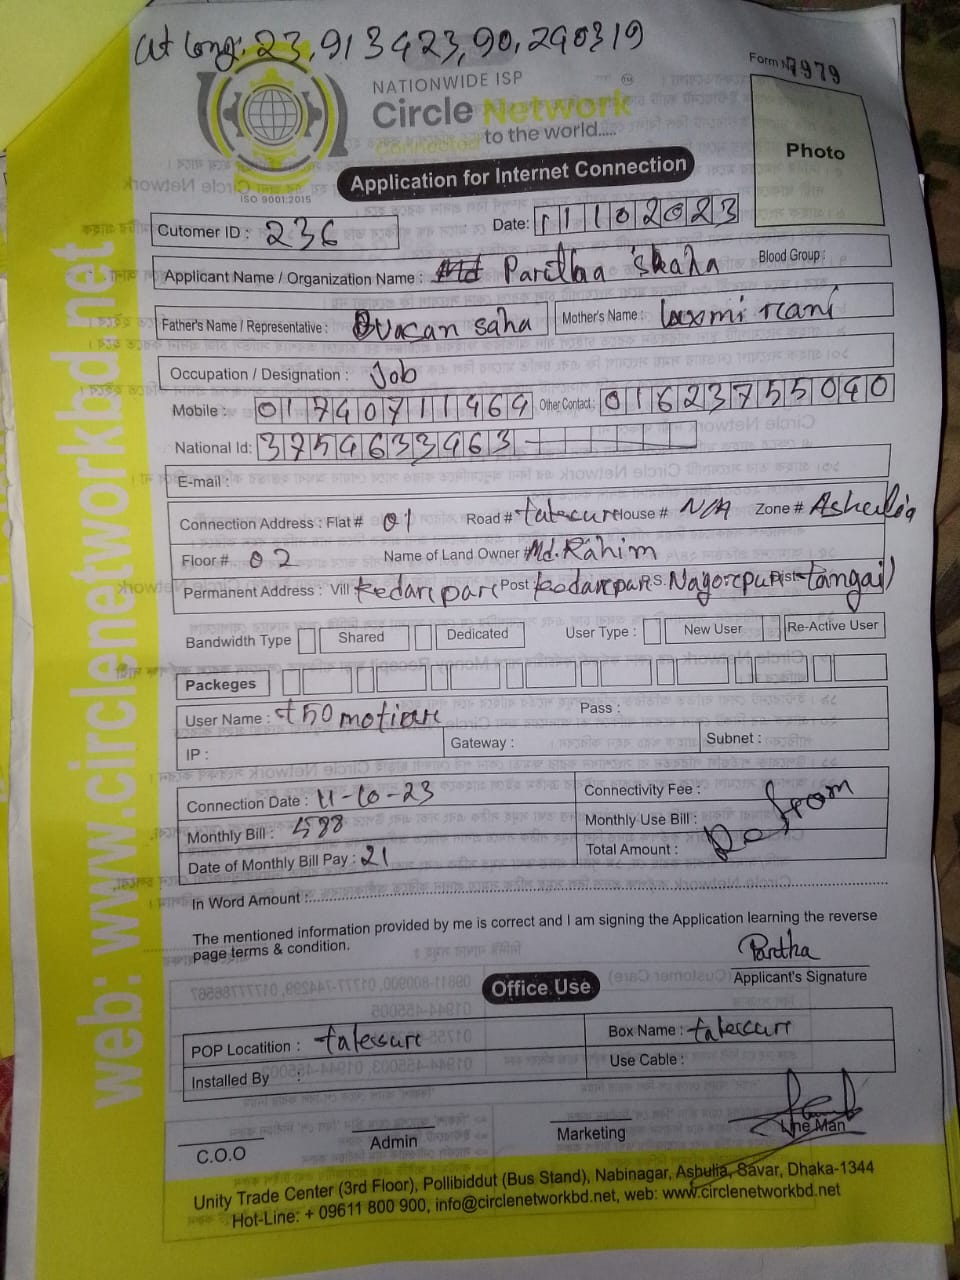 at long. 23,913423,90,290319
Form No 7979
NATIONWIDE ISP
Circle Network
Connected to the world.....
ISO 9001:2015
Application for Internet Connection
Photo
Cutomer ID : 236
Date: 11102023
Applicant Name / Organization Name : Md Partha Shaha
Blood Group :
Father's Name / Representative : saha
Mother's Name : laxmi rani
Occupation / Designation : Job
Mobile : 01740711464
Other Contact : 01623755040
National Id: 3754633463
E-mail :
Connection Address : Flat # 01 Road # House # N/A Zone # Ashulia
Floor # 02 Name of Land Owner # Md. Rahim
Permanent Address : Vill kedarpar Post kedarpar P.S. Nagorpur Dist tangail
Bandwidth Type Shared Dedicated User Type : New User Re-Active User
Packeges
User Name : Pass :
IP : Gateway : Subnet :
Connection Date : 11-10-23
Connectivity Fee :
Monthly Bill :
Monthly Use Bill :
Date of Monthly Bill Pay : 21
Total Amount :
In Word Amount :
The mentioned information provided by me is correct and I am signing the Application learning the reverse
page terms & condition.
Partha
Applicant's Signature
Office Use
POP Locatition :
Box Name :
Installed By :
Use Cable :
C.O.O
Admin
Marketing
Line Man
Unity Trade Center (3rd Floor), Pollibiddut (Bus Stand), Nabinagar, Ashulia, Savar, Dhaka-1344
Hot-Line: + 09611 800 900, info@circlenetworkbd.net, web: www.circlenetworkbd.net
web: www.circlenetworkbd.net